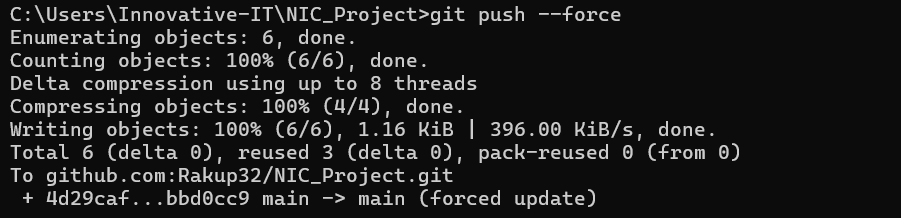 C:\Users\Innovative-IT\NIC_Project>git push --force
Enumerating objects: 6, done.
Counting objects: 100% (6/6), done.
Delta compression using up to 8 threads
Compressing objects: 100% (4/4), done.
Writing objects: 100% (6/6), 1.16 KiB | 396.00 KiB/s, done.
Total 6 (delta 0), reused 3 (delta 0), pack-reused 0 (from 0)
To github.com:Rakup32/NIC_Project.git
 + 4d29caf...bbd0cc9 main -> main (forced update)